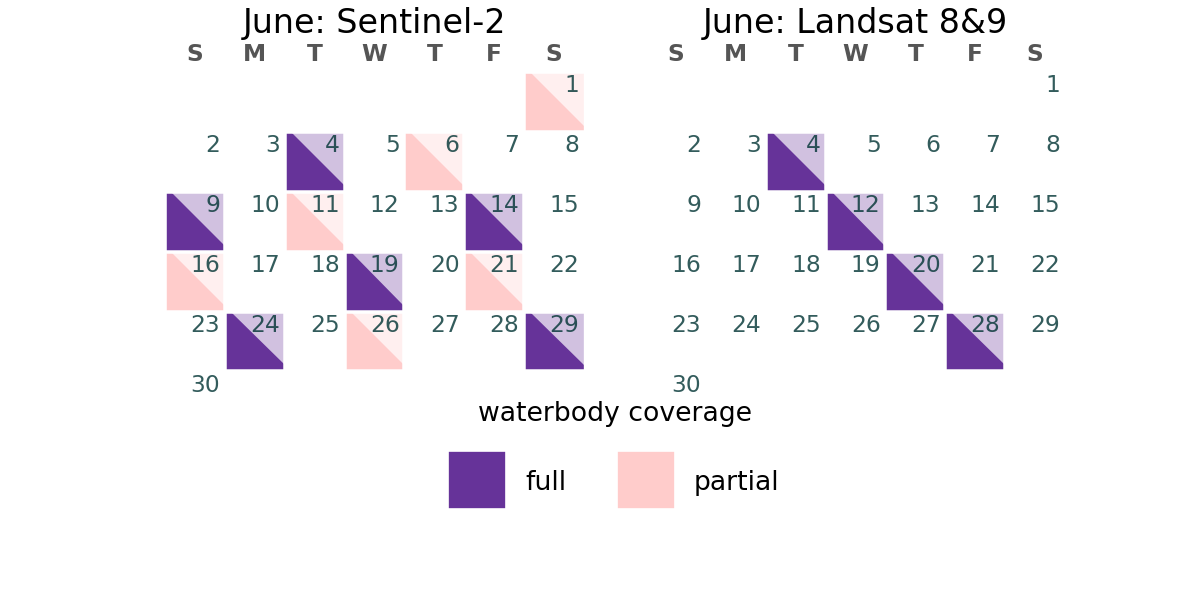 June: Sentinel-2
S M T W T F S
1
2 3 4 5 6 7 8
9 10 11 12 13 14 15
16 17 18 19 20 21 22
23 24 25 26 27 28 29
30
June: Landsat 8&9
S M T W T F S
1
2 3 4 5 6 7 8
9 10 11 12 13 14 15
16 17 18 19 20 21 22
23 24 25 26 27 28 29
30
waterbody coverage
full partial